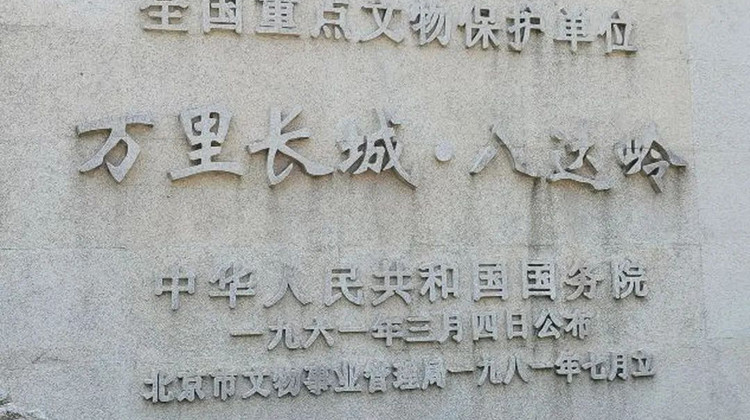 全国重点文物保护单位
万里长城·八达岭
中华人民共和国国务院
一九六一年三月四日公布
北京市文物事业管理局一九八一年七月立